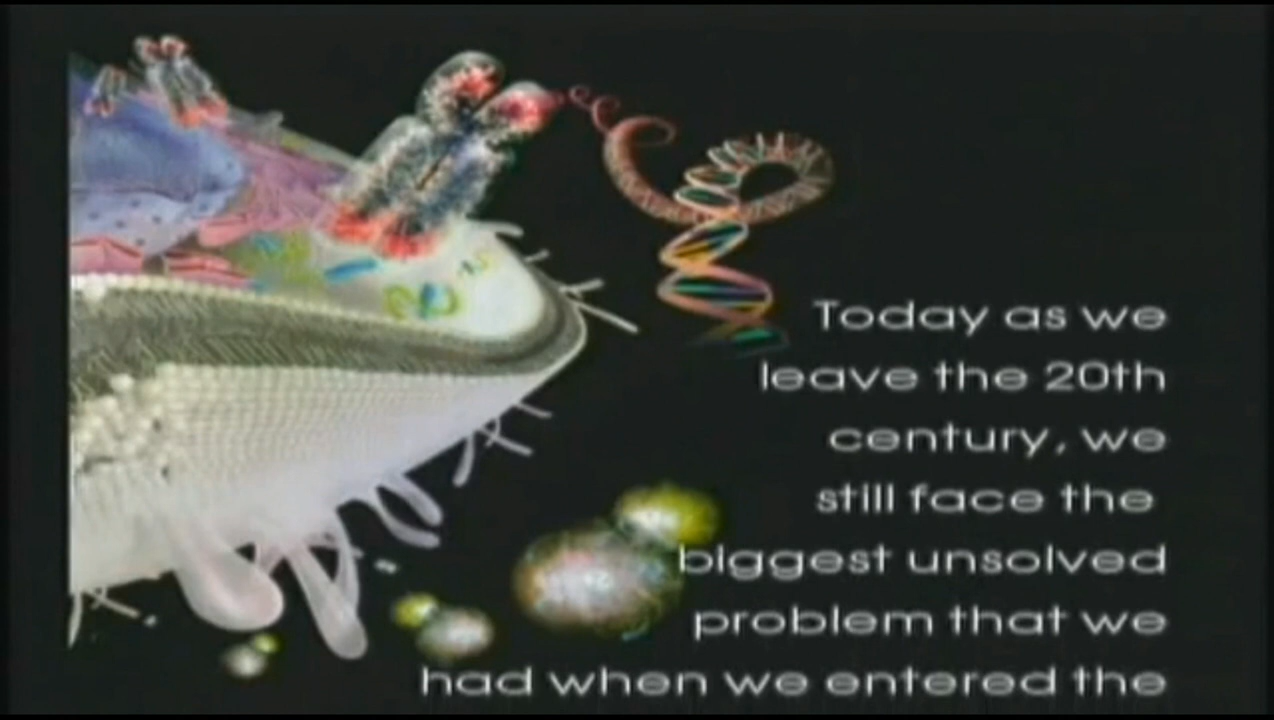 Today as we
leave the 20th
century, we
still face the
biggest unsolved
problem that we
had when we entered the